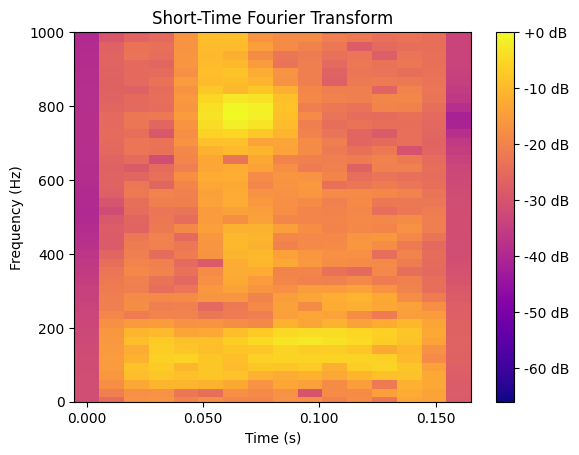 Short-Time Fourier Transform
1000
800
600
400
200
0
Frequency (Hz)
0.000
0.050
0.100
0.150
Time (s)
+0 dB
-10 dB
-20 dB
-30 dB
-40 dB
-50 dB
-60 dB